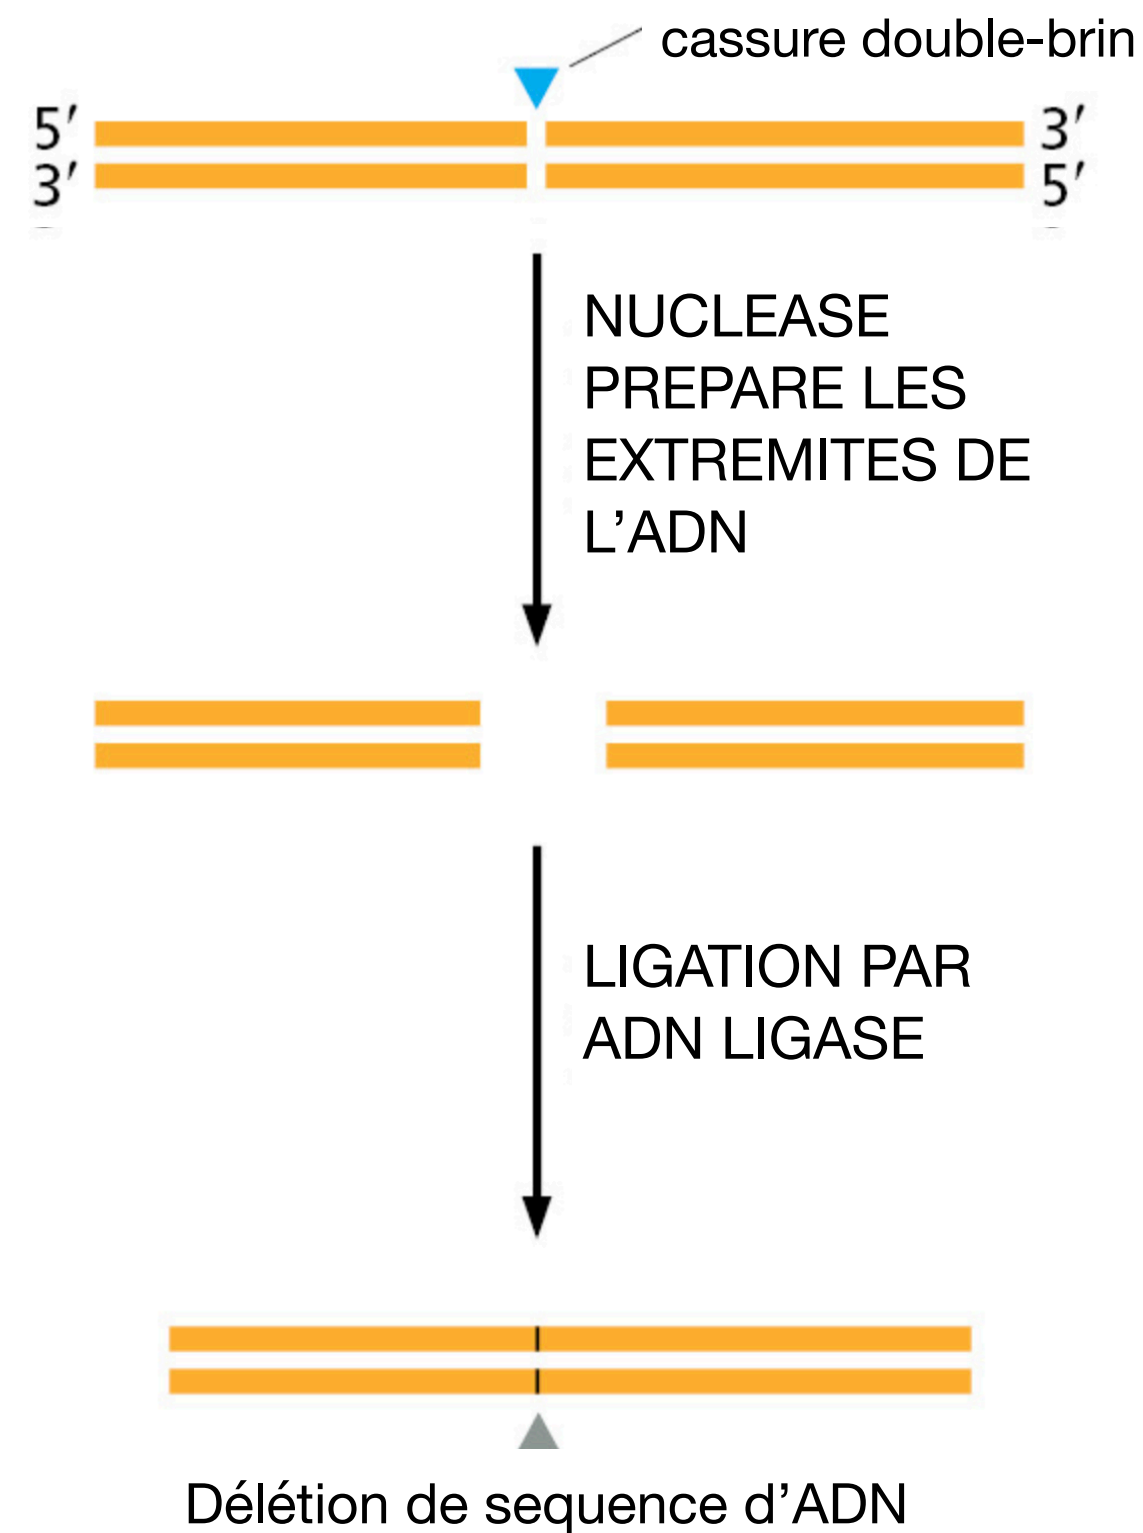 cassure double-brin
5′ 3′
3′ 5′
NUCLEASE
PREPARE LES
EXTREMITES DE
L’ADN
LIGATION PAR
ADN LIGASE
Délétion de sequence d’ADN